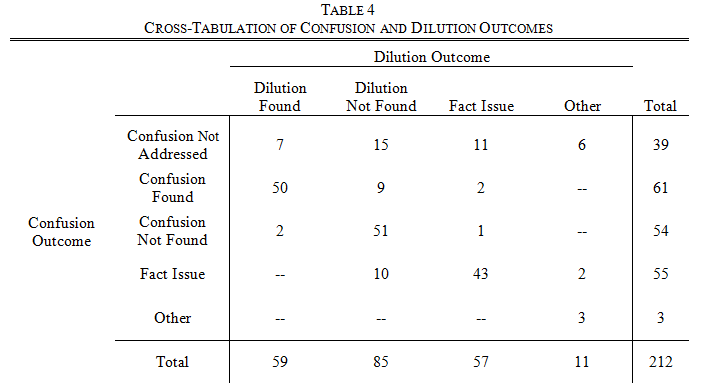 TABLE 4
CROSS-TABULATION OF CONFUSION AND DILUTION OUTCOMES
Dilution Outcome
Dilution Found Dilution Not Found Fact Issue Other Total
Confusion Not Addressed 7 15 11 6 39
Confusion Found 50 9 2 -- 61
Confusion Outcome
Confusion Not Found 2 51 1 -- 54
Fact Issue -- 10 43 2 55
Other -- -- -- 3 3
Total 59 85 57 11 212